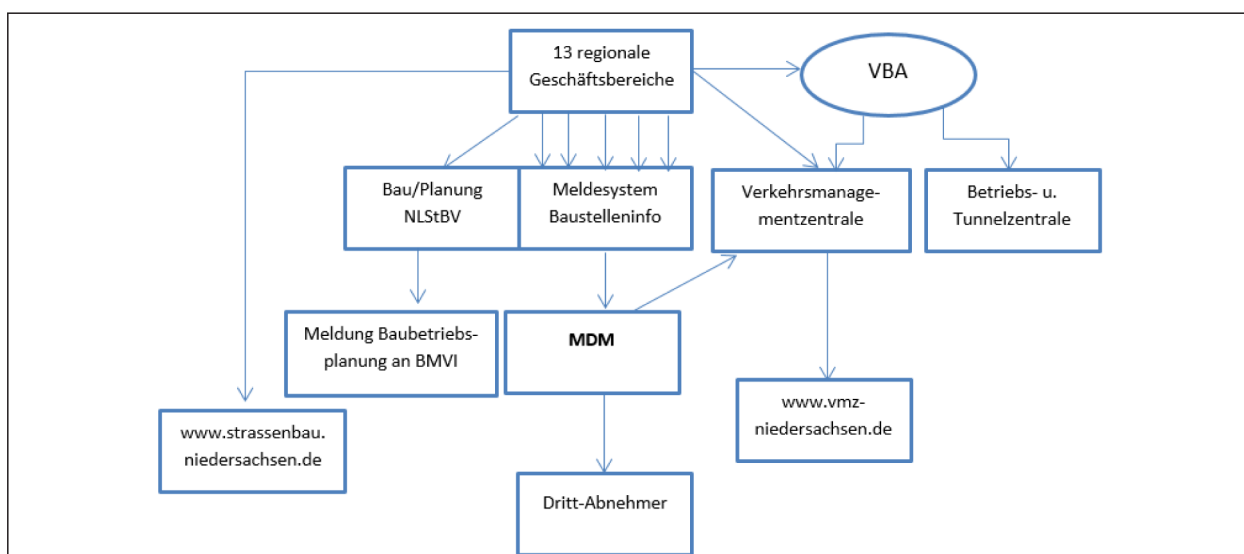 13 regionale
Geschäftsbereiche
VBA
Bau/Planung
NLStBV
Meldesystem
Baustelleninfo
Verkehrsmanage-
mentzentrale
Betriebs- u.
Tunnelzentrale
Meldung Baubetriebs-
planung an BMVI
MDM
www.strassenbau.
niedersachsen.de
www.vmz-
niedersachsen.de
Dritt-Abnehmer